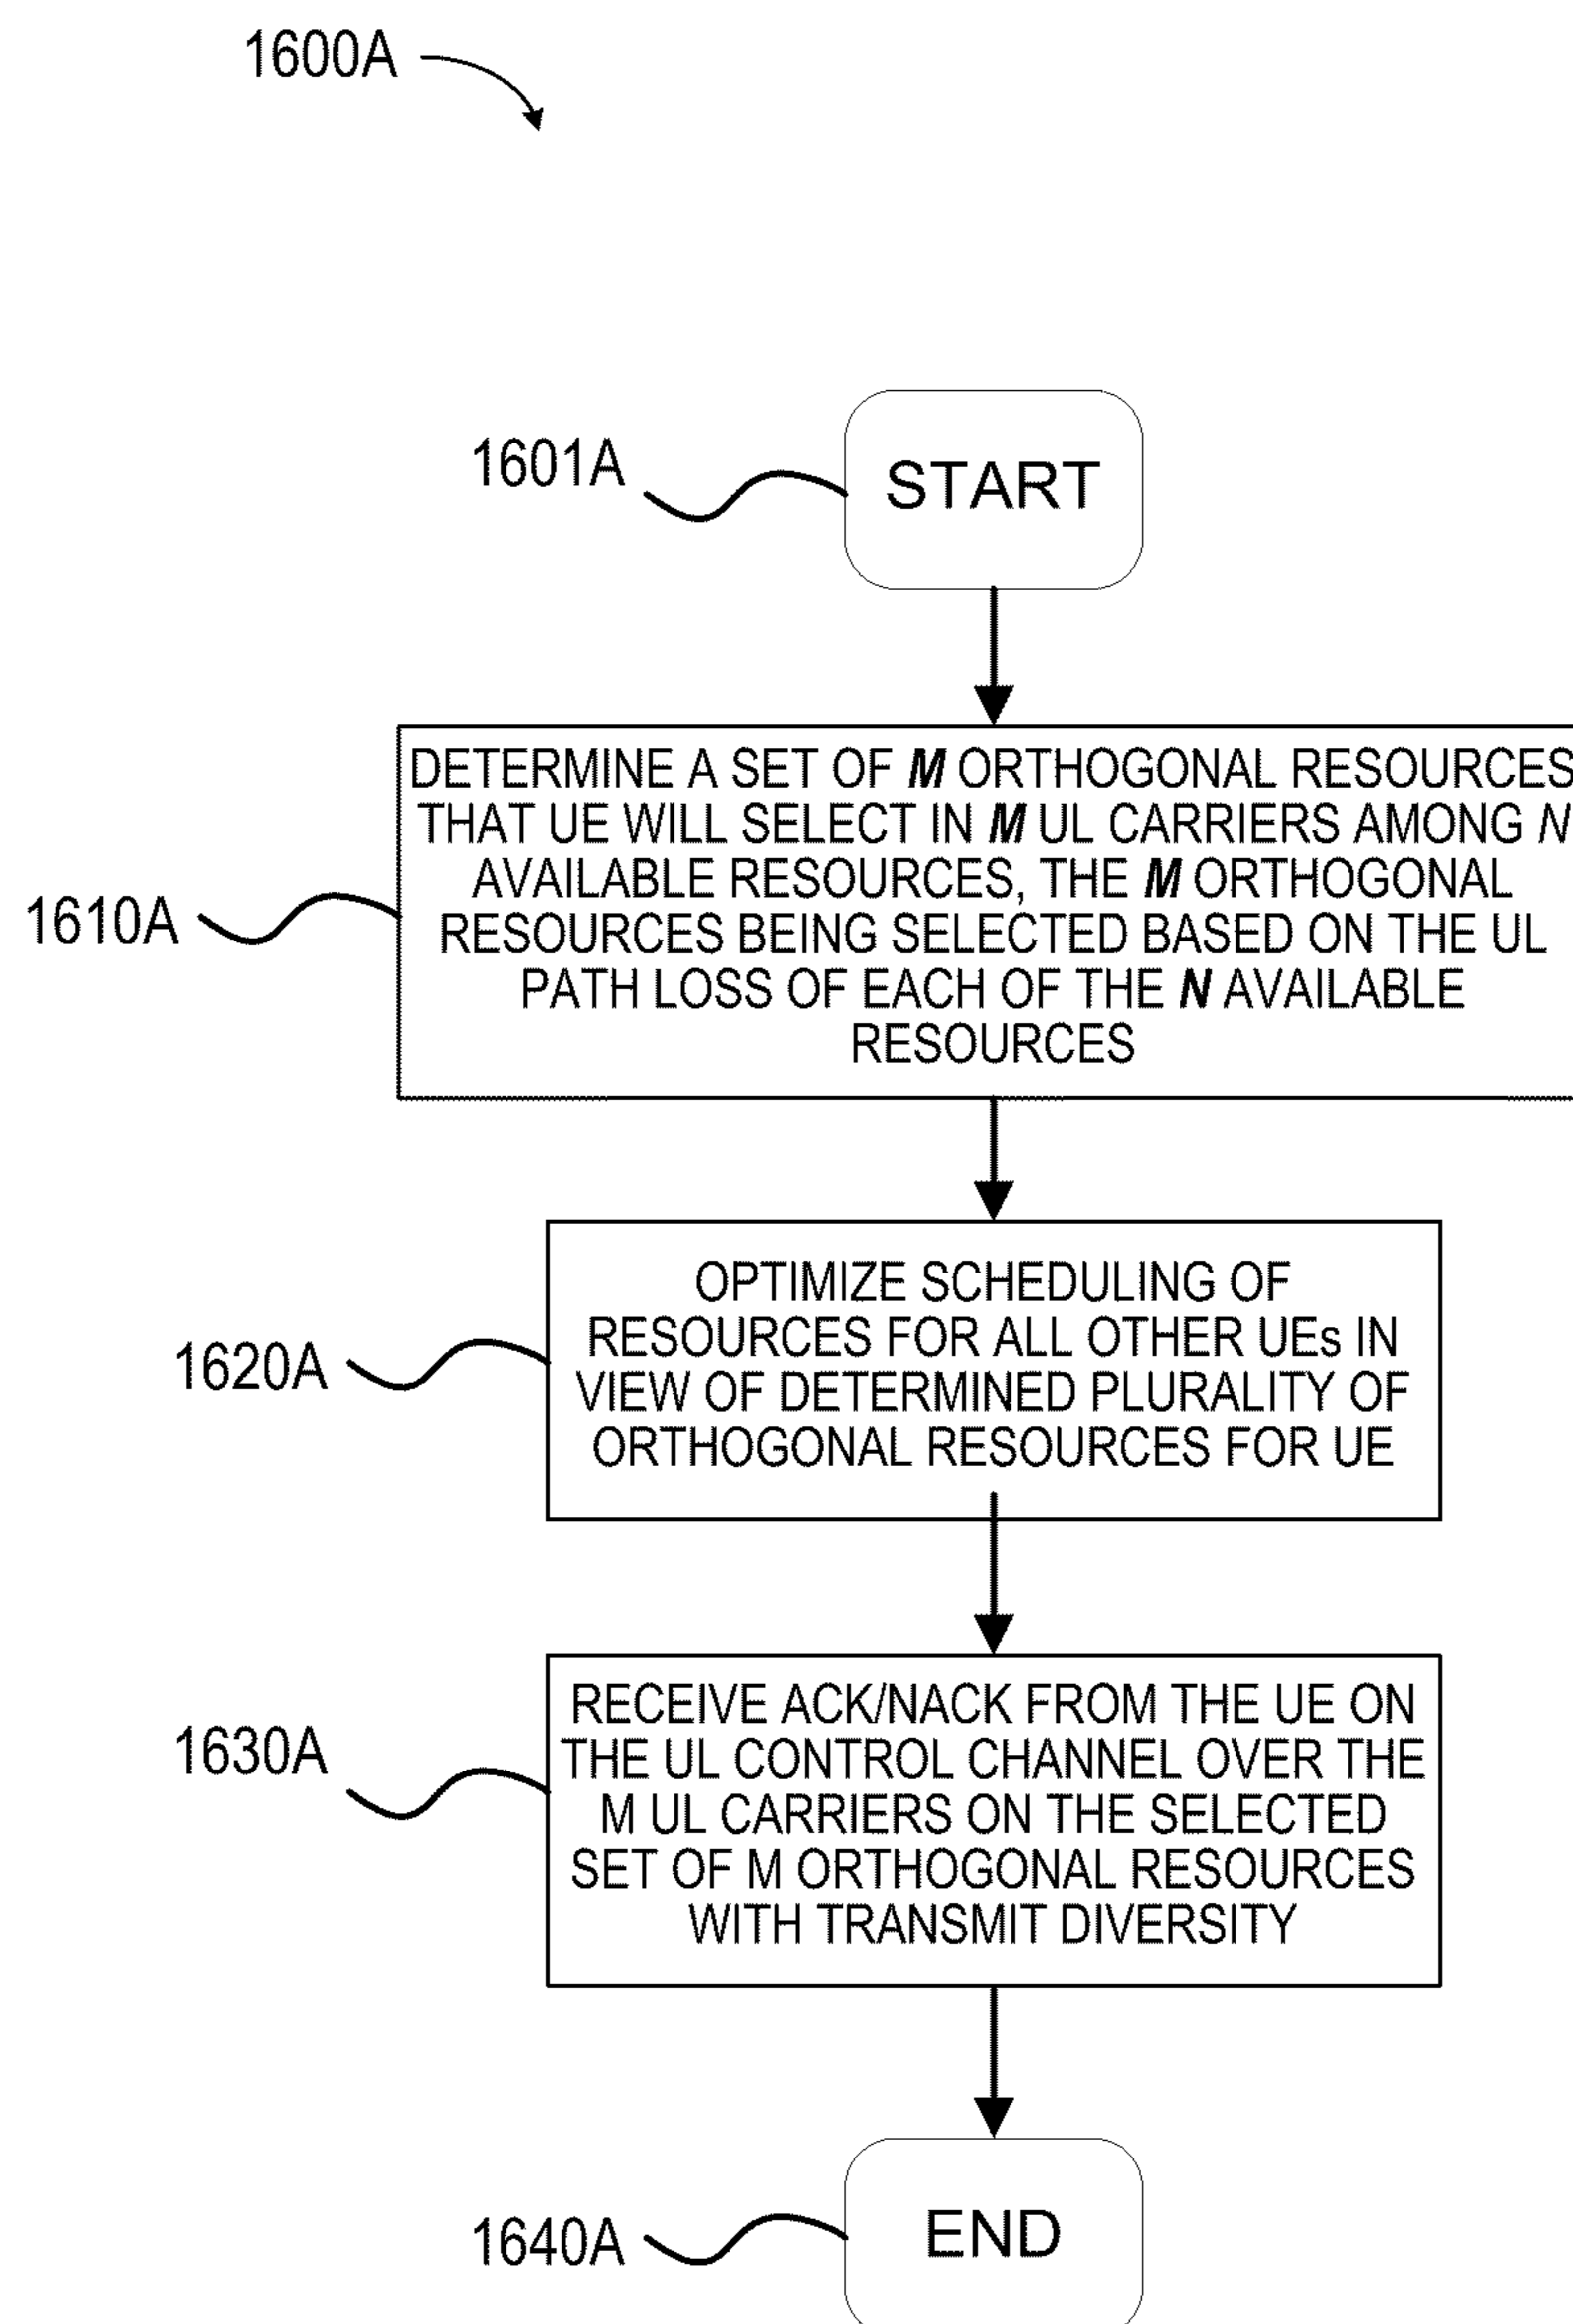 1600A
1601A
START
DETERMINE A SET OF M ORTHOGONAL RESOURCES
THAT UE WILL SELECT IN M UL CARRIERS AMONG N
AVAILABLE RESOURCES, THE M ORTHOGONAL
RESOURCES BEING SELECTED BASED ON THE UL
PATH LOSS OF EACH OF THE N AVAILABLE
RESOURCES
1610A
OPTIMIZE SCHEDULING OF
RESOURCES FOR ALL OTHER UEs IN
VIEW OF DETERMINED PLURALITY OF
ORTHOGONAL RESOURCES FOR UE
1620A
RECEIVE ACK/NACK FROM THE UE ON
THE UL CONTROL CHANNEL OVER THE
M UL CARRIERS ON THE SELECTED
SET OF M ORTHOGONAL RESOURCES
WITH TRANSMIT DIVERSITY
1630A
1640A
END